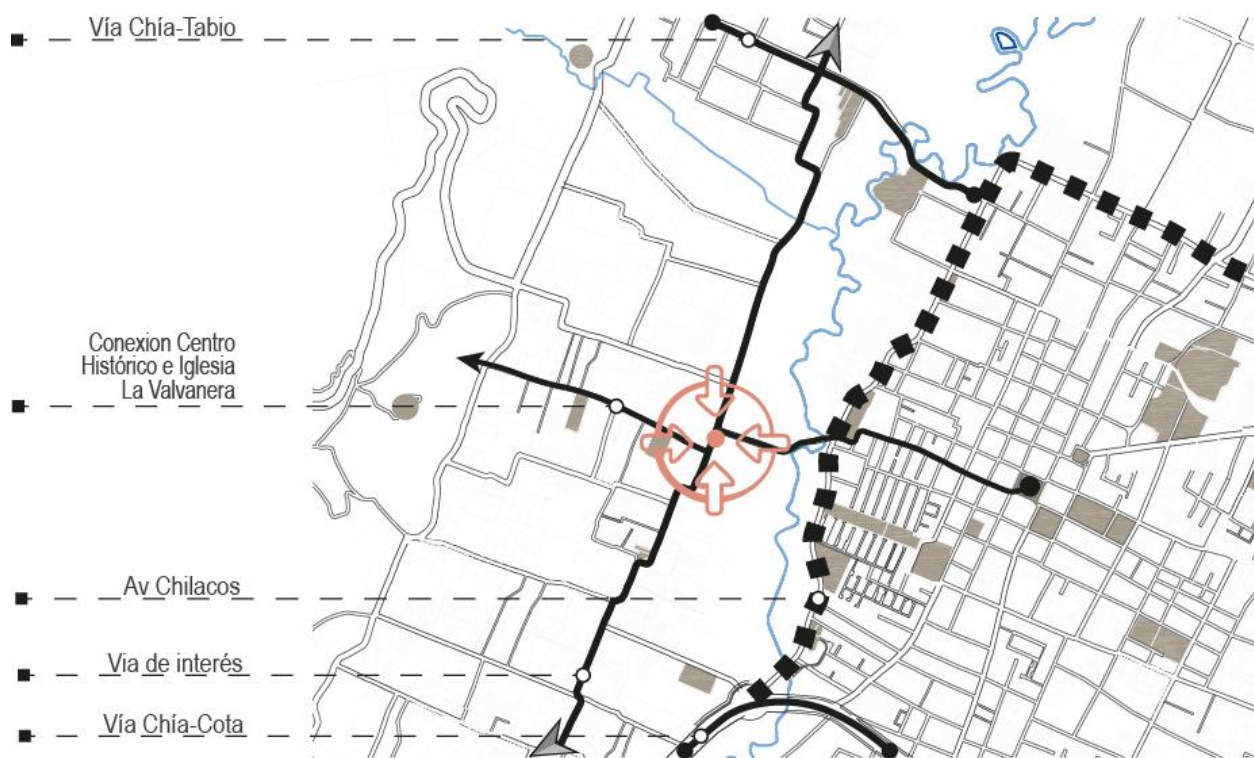 Vía Chía-Tabio
Conexion Centro
Histórico e Iglesia
La Valvanera
Av Chilacos
Via de interés
Vía Chía-Cota